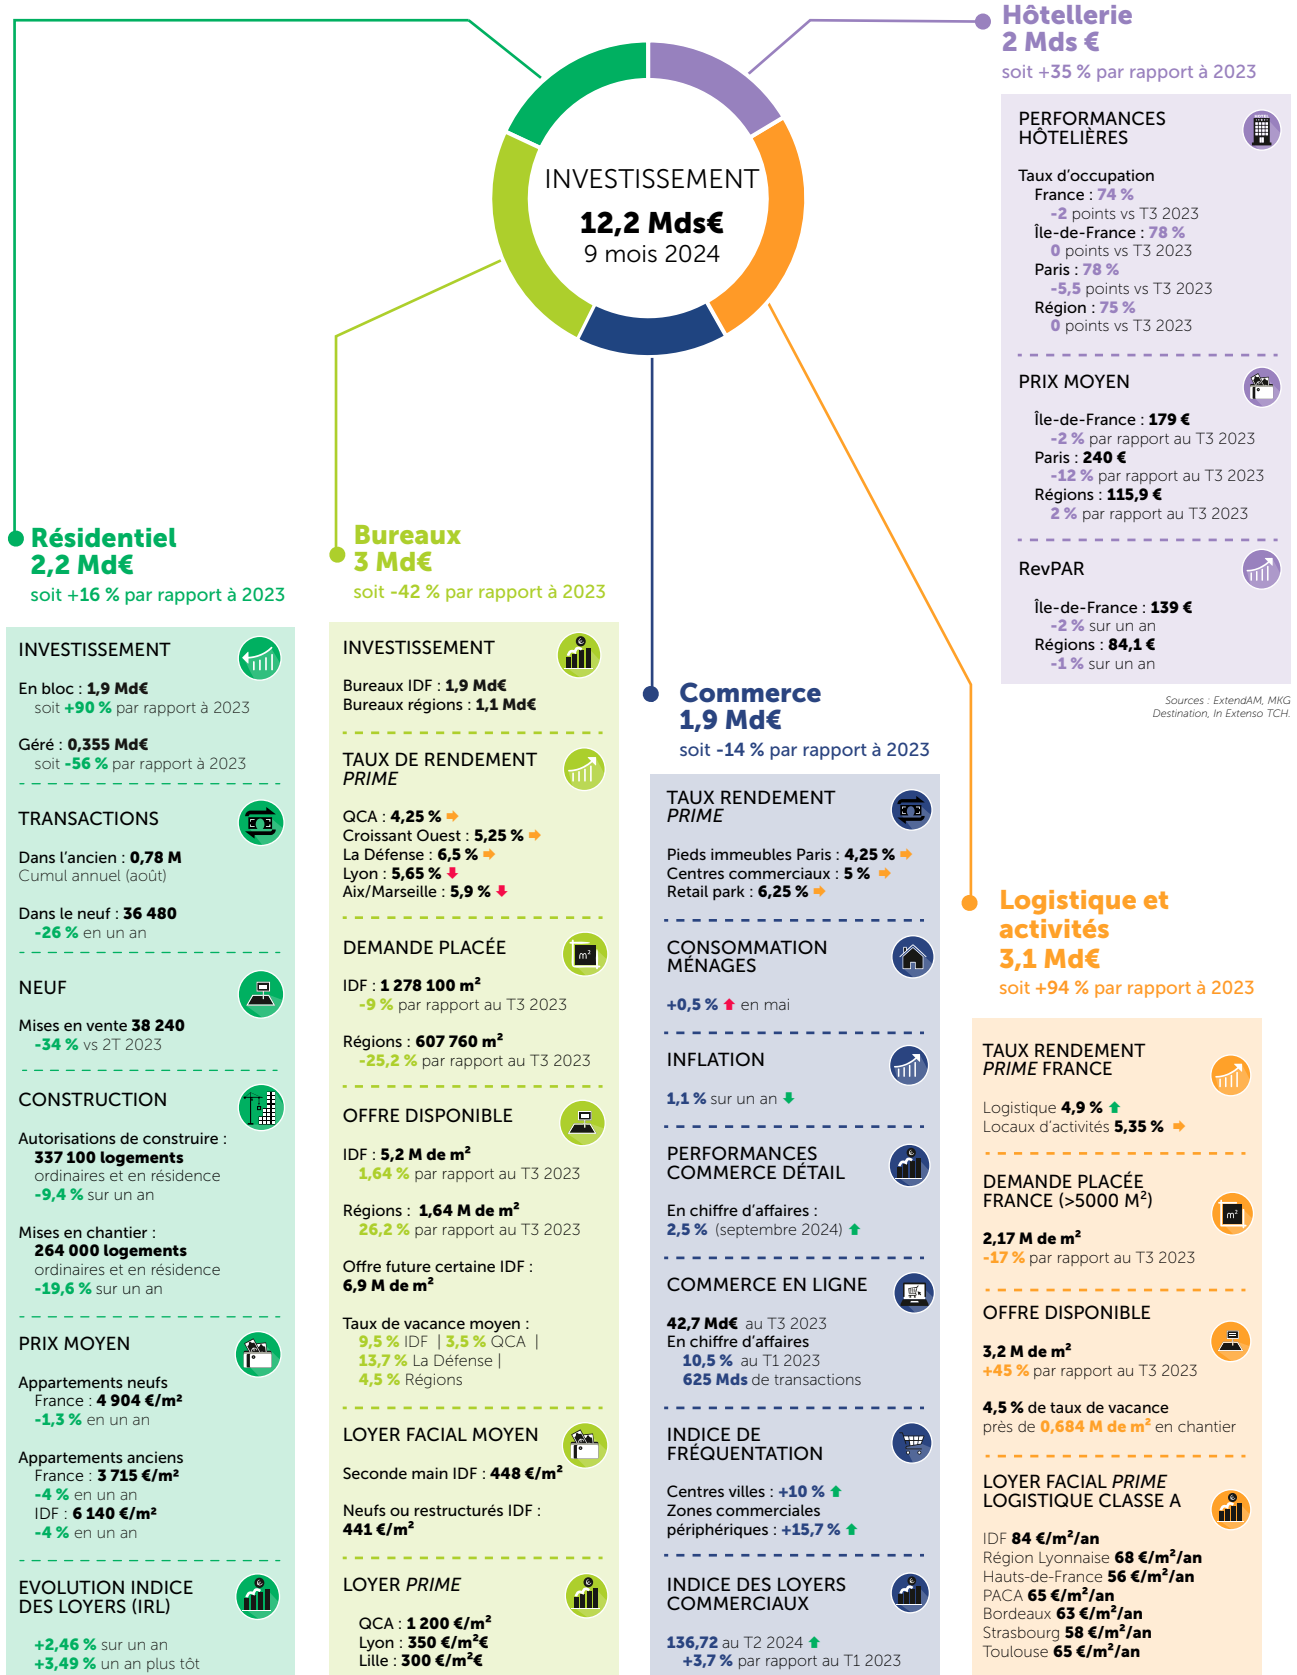 INVESTISSEMENT
12,2 Mds€
9 mois 2024
Hôtellerie
2 Mds €
soit +35 % par rapport à 2023
PERFORMANCES
HÔTELIÈRES
Taux d'occupation
France : 74 %
-2 points vs T3 2023
Île-de-France : 78 %
0 points vs T3 2023
Paris : 78 %
-5,5 points vs T3 2023
Région : 75 %
0 points vs T3 2023
PRIX MOYEN
Île-de-France : 179 €
-2 % par rapport au T3 2023
Paris : 240 €
-12 % par rapport au T3 2023
Régions : 115,9 €
2 % par rapport au T3 2023
RevPAR
Île-de-France : 139 €
-2 % sur un an
Régions : 84,1 €
-1 % sur un an
Sources : ExtendAM, MKG
Destination, In Extenso TCH.
Résidentiel
2,2 Md€
soit +16 % par rapport à 2023
INVESTISSEMENT
En bloc : 1,9 Md€
soit +90 % par rapport à 2023
Géré : 0,355 Md€
soit -56 % par rapport à 2023
TRANSACTIONS
Dans l'ancien : 0,78 M
Cumul annuel (août)
Dans le neuf : 36 480
-26 % en un an
NEUF
Mises en vente 38 240
-34 % vs 2T 2023
CONSTRUCTION
Autorisations de construire :
337 100 logements
ordinaires et en résidence
-9,4 % sur un an
Mises en chantier :
264 000 logements
ordinaires et en résidence
-19,6 % sur un an
PRIX MOYEN
Appartements neufs
France : 4 904 €/m²
-1,3 % en un an
Appartements anciens
France : 3 715 €/m²
-4 % en un an
IDF : 6 140 €/m²
-4 % en un an
EVOLUTION INDICE
DES LOYERS (IRL)
+2,46 % sur un an
+3,49 % un an plus tôt
Bureaux
3 Md€
soit -42 % par rapport à 2023
INVESTISSEMENT
Bureaux IDF : 1,9 Md€
Bureaux régions : 1,1 Md€
TAUX DE RENDEMENT
PRIME
QCA : 4,25 %
Croissant Ouest : 5,25 %
La Défense : 6,5 %
Lyon : 5,65 %
Aix/Marseille : 5,9 %
DEMANDE PLACÉE
m²
IDF : 1 278 100 m²
-9 % par rapport au T3 2023
Régions : 607 760 m²
-25,2 % par rapport au T3 2023
OFFRE DISPONIBLE
IDF : 5,2 M de m²
1,64 % par rapport au T3 2023
Régions : 1,64 M de m²
26,2 % par rapport au T3 2023
Offre future certaine IDF :
6,9 M de m²
Taux de vacance moyen :
9,5 % IDF | 3,5 % QCA |
13,7 % La Défense |
4,5 % Régions
LOYER FACIAL MOYEN
Seconde main IDF : 448 €/m²
Neufs ou restructurés IDF :
441 €/m²
LOYER PRIME
QCA : 1 200 €/m²
Lyon : 350 €/m²€
Lille : 300 €/m²€
Commerce
1,9 Md€
soit -14 % par rapport à 2023
TAUX RENDEMENT
PRIME
Pieds immeubles Paris : 4,25 %
Centres commerciaux : 5 %
Retail park : 6,25 %
CONSOMMATION
MÉNAGES
+0,5 % en mai
INFLATION
1,1 % sur un an
PERFORMANCES
COMMERCE DÉTAIL
En chiffre d'affaires :
2,5 % (septembre 2024)
COMMERCE EN LIGNE
42,7 Md€ au T3 2023
En chiffre d'affaires
10,5 % au T1 2023
625 Mds de transactions
INDICE DE
FRÉQUENTATION
Centres villes : +10 %
Zones commerciales
périphériques : +15,7 %
INDICE DES LOYERS
COMMERCIAUX
136,72 au T2 2024
+3,7 % par rapport au T1 2023
Logistique et
activités
3,1 Md€
soit +94 % par rapport à 2023
TAUX RENDEMENT
PRIME FRANCE
Logistique 4,9 %
Locaux d'activités 5,35 %
DEMANDE PLACÉE
FRANCE (>5000 M²)
m²
2,17 M de m²
-17 % par rapport au T3 2023
OFFRE DISPONIBLE
3,2 M de m²
+45 % par rapport au T3 2023
4,5 % de taux de vacance
près de 0,684 M de m² en chantier
LOYER FACIAL PRIME
LOGISTIQUE CLASSE A
IDF 84 €/m²/an
Région Lyonnaise 68 €/m²/an
Hauts-de-France 56 €/m²/an
PACA 65 €/m²/an
Bordeaux 63 €/m²/an
Strasbourg 58 €/m²/an
Toulouse 65 €/m²/an